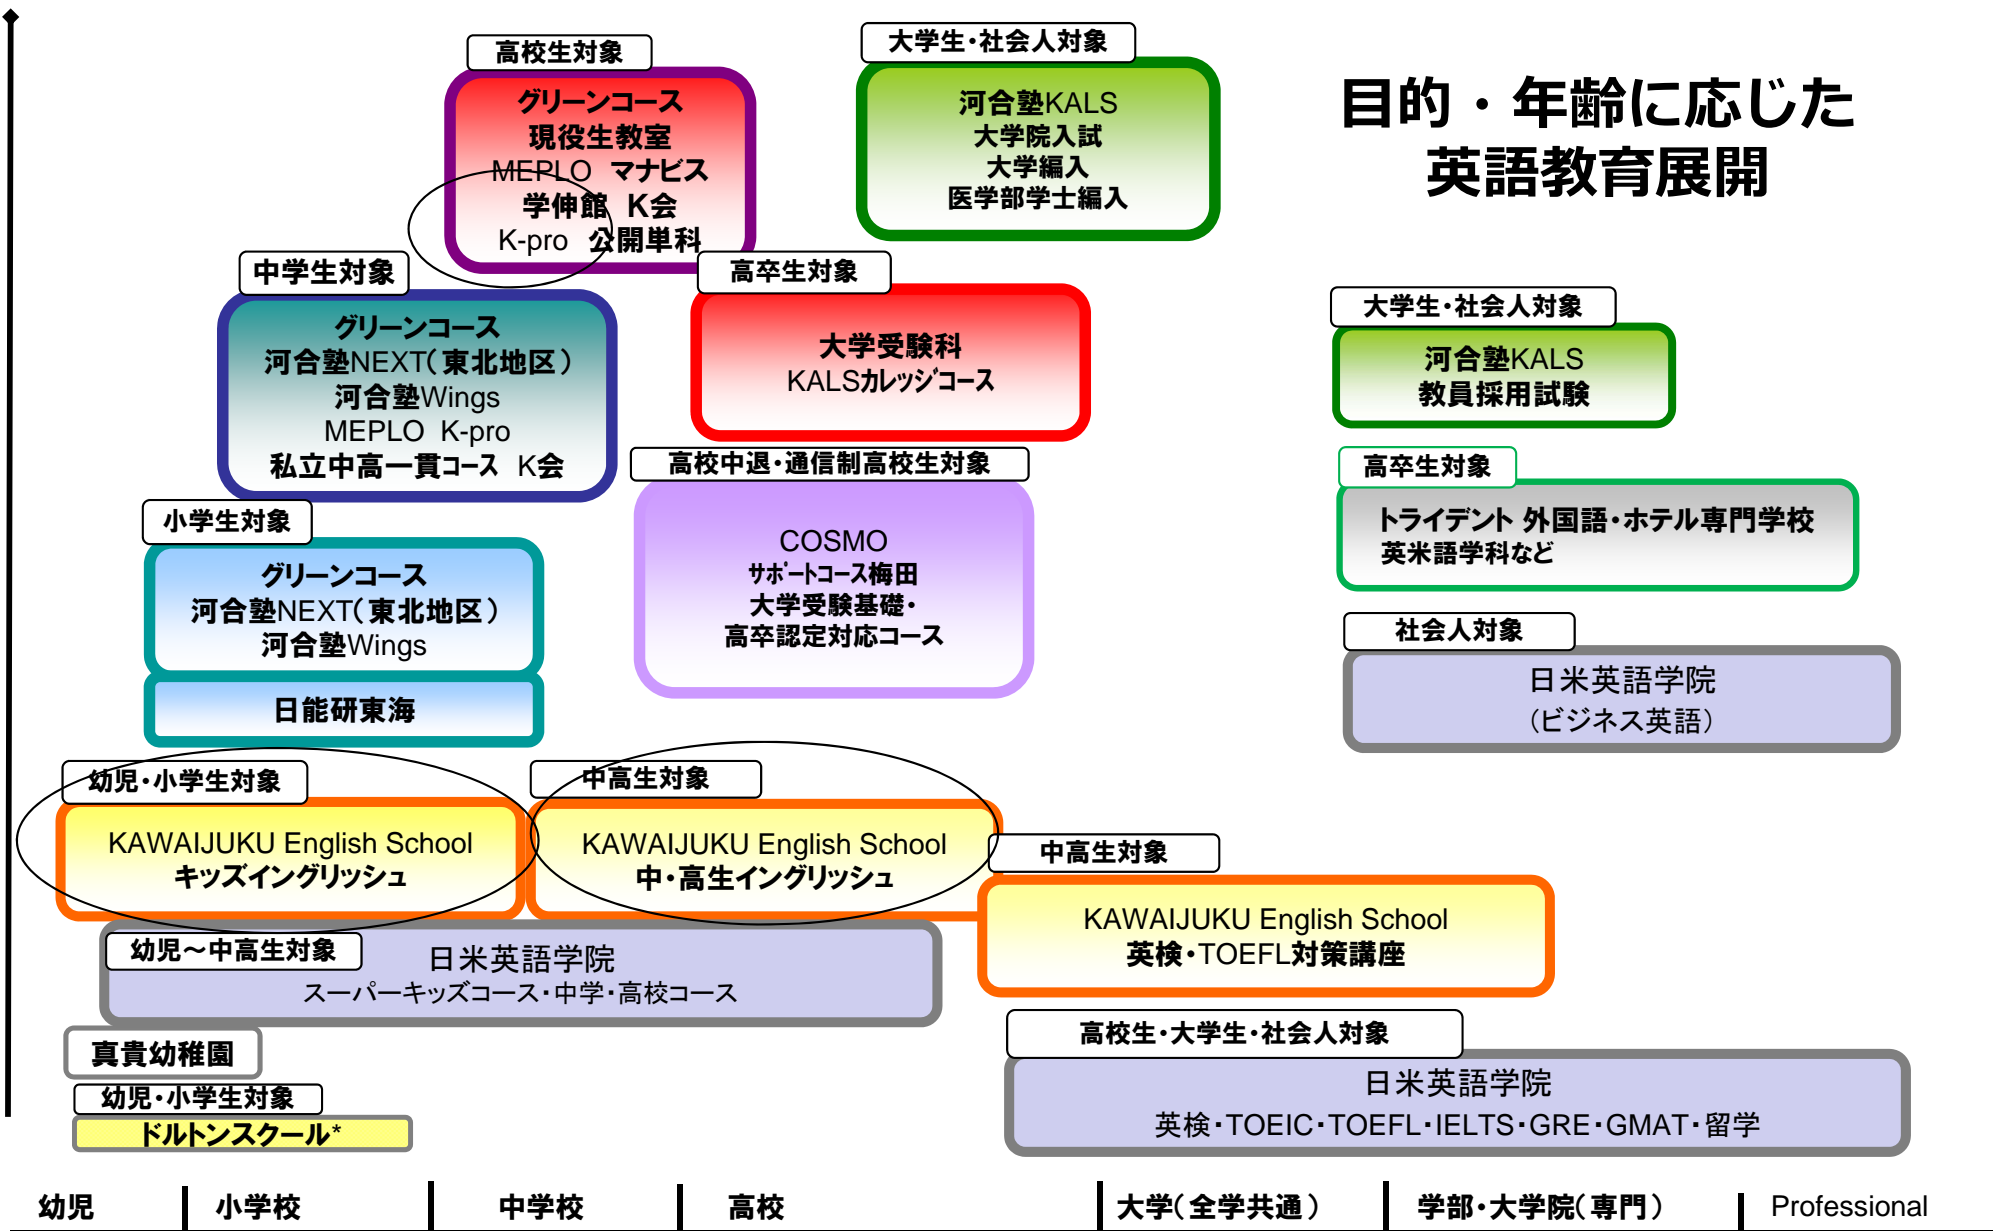 目的・年齢に応じた
英語教育展開
高校生対象
グリーンコース
現役生教室
MEPLO マナビス
学伸館 K会
K-pro 公開単科
大学生・社会人対象
河合塾KALS
大学院入試
大学編入
医学部学士編入
中学生対象
グリーンコース
河合塾NEXT（東北地区）
河合塾Wings
MEPLO K-pro
私立中高一貫コース K会
高卒生対象
大学受験科
KALSカレッジコース
大学生・社会人対象
河合塾KALS
教員採用試験
高校中退・通信制高校生対象
COSMO
サポートコース梅田
大学受験基礎・
高卒認定対応コース
高卒生対象
トライデント 外国語・ホテル専門学校
英米語学科など
小学生対象
グリーンコース
河合塾NEXT（東北地区）
河合塾Wings
日能研東海
社会人対象
日米英語学院
（ビジネス英語）
幼児・小学生対象
KAWAIJUKU English School
キッズイングリッシュ
中高生対象
KAWAIJUKU English School
中・高生イングリッシュ
中高生対象
KAWAIJUKU English School
英検・TOEFL対策講座
幼児～中高生対象
日米英語学院
スーパーキッズコース・中学・高校コース
真貴幼稚園
幼児・小学生対象
ドルトンスクール*
高校生・大学生・社会人対象
日米英語学院
英検・TOEIC・TOEFL・IELTS・GRE・GMAT・留学
幼児 小学校 中学校 高校 大学（全学共通） 学部・大学院（専門） Professional